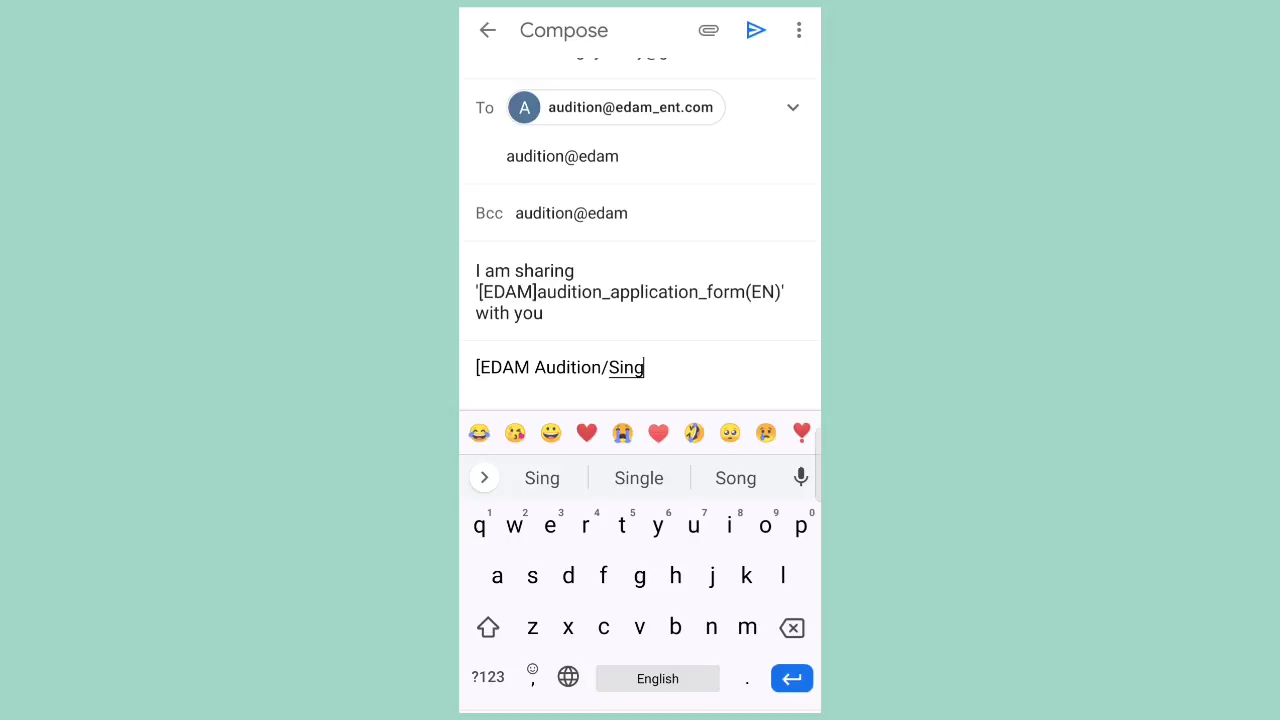 Compose
To A audition@edam_ent.com
audition@edam
Bcc audition@edam
I am sharing
'[EDAM]audition_application_form(EN)'
with you
[EDAM Audition/Sing
Sing Single Song
1 2 3 4 5 6 7 8 9 0
q w e r t y u i o p
a s d f g h j k l
z x c v b n m
?123 , English .